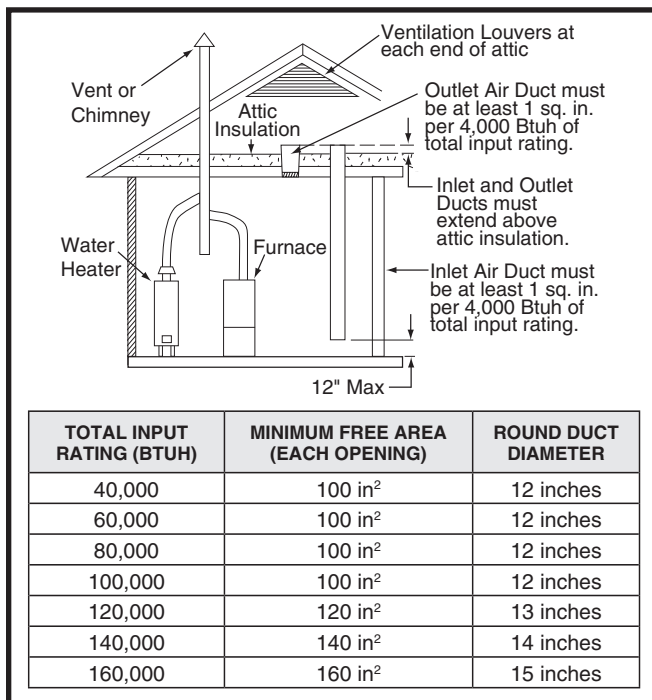 Ventilation Louvers at
each end of attic
Vent or
Chimney
Attic
Insulation
Outlet Air Duct must
be at least 1 sq. in.
per 4,000 Btuh of
total input rating.
Inlet and Outlet
Ducts must
extend above
attic insulation.
Water
Heater
Furnace
Inlet Air Duct must
be at least 1 sq. in.
per 4,000 Btuh of
total input rating.
12" Max
TOTAL INPUT RATING (BTUH) MINIMUM FREE AREA (EACH OPENING) ROUND DUCT DIAMETER
40,000 100 in² 12 inches
60,000 100 in² 12 inches
80,000 100 in² 12 inches
100,000 100 in² 12 inches
120,000 120 in² 13 inches
140,000 140 in² 14 inches
160,000 160 in² 15 inches